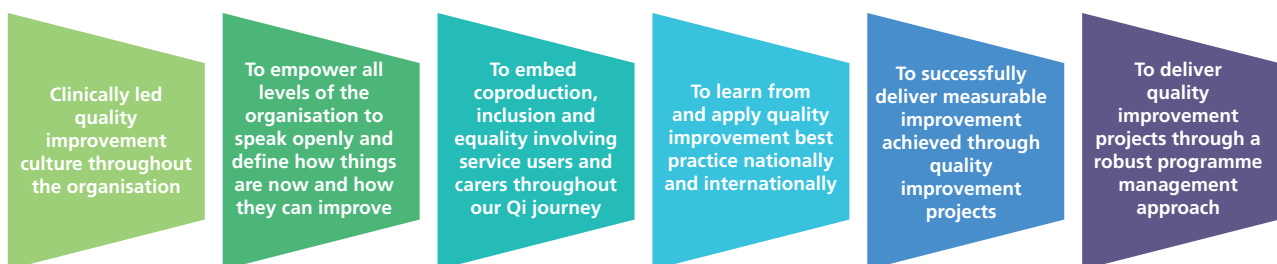 Clinically led
quality
improvement
culture throughout
the organisation
To empower all
levels of the
organisation to
speak openly and
define how things
are now and how
they can improve
To embed
coproduction,
inclusion and
equality involving
service users and
carers throughout
our Qi journey
To learn from
and apply quality
improvement best
practice nationally
and internationally
To successfully
deliver measurable
improvement
achieved through
quality
improvement
projects
To deliver
quality
improvement
projects through a
robust programme
management
approach